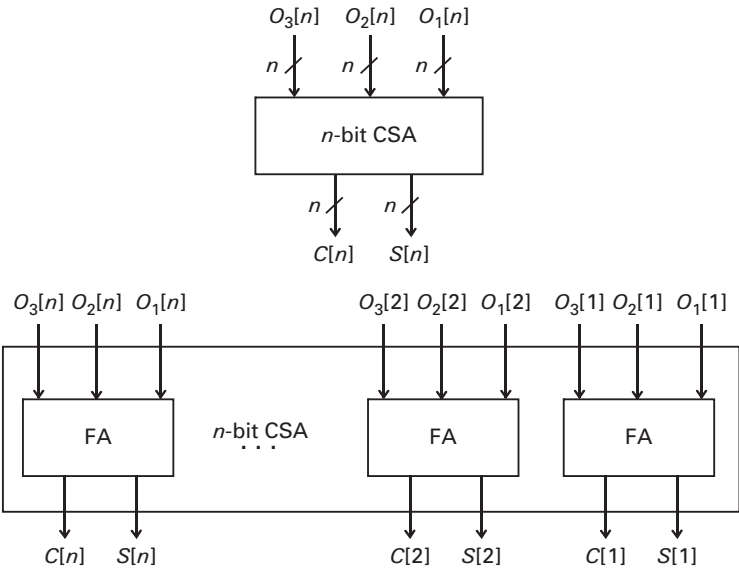 O₃[n] O₂[n] O₁[n]
n n n
n-bit CSA
n n
C[n] S[n]
O₃[n] O₂[n] O₁[n] O₃[2] O₂[2] O₁[2] O₃[1] O₂[1] O₁[1]
FA n-bit CSA ... FA FA
C[n] S[n] C[2] S[2] C[1] S[1]